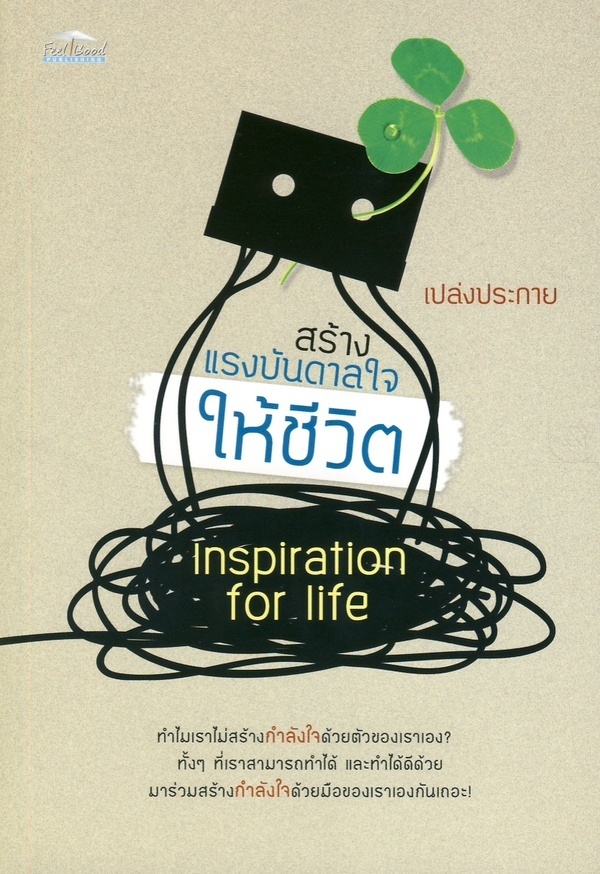 Feel Good
PUBLISHING
เปล่งประกาย
สร้าง
แรงบันดาลใจ
ให้ชีวิต
Inspiration
for life
ทำไมเราไม่สร้างกำลังใจด้วยตัวของเราเอง?
ทั้งๆ ที่เราสามารถทำได้ และทำได้ดีด้วย
มาร่วมสร้างกำลังใจด้วยมือของเราเองกันเถอะ!